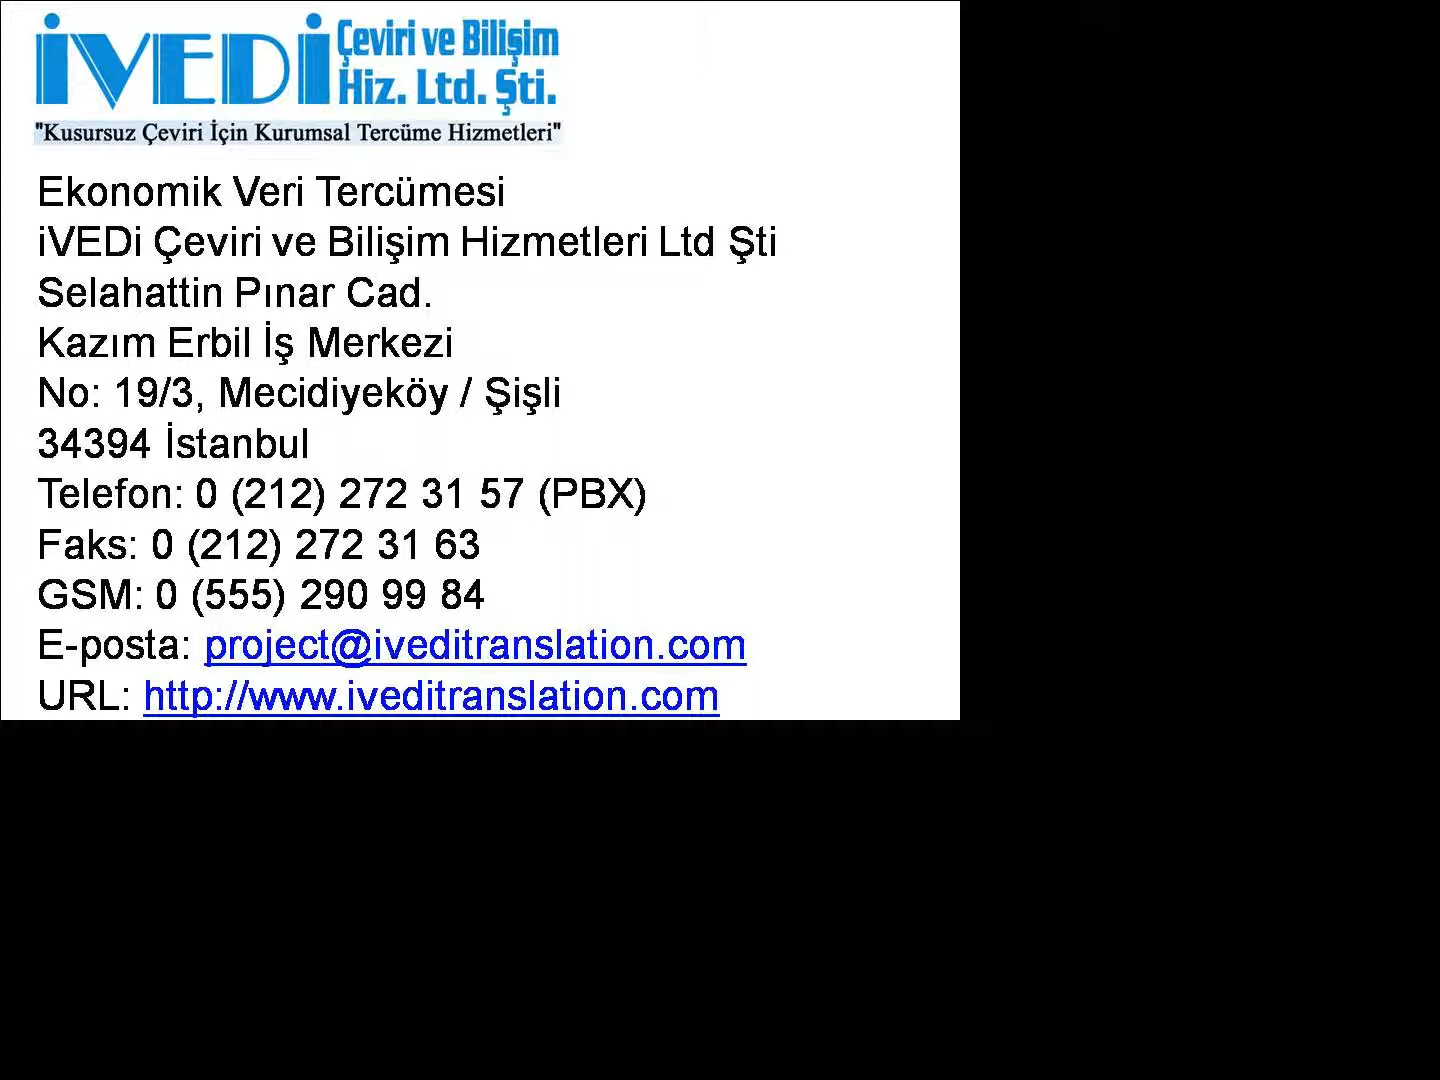 İVEDİ Çeviri ve Bilişim
Hiz. Ltd. Şti.
"Kusursuz Çeviri İçin Kurumsal Tercüme Hizmetleri"
Ekonomik Veri Tercümesi
iVEDi Çeviri ve Bilişim Hizmetleri Ltd Şti
Selahattin Pınar Cad.
Kazım Erbil İş Merkezi
No: 19/3, Mecidiyeköy / Şişli
34394 İstanbul
Telefon: 0 (212) 272 31 57 (PBX)
Faks: 0 (212) 272 31 63
GSM: 0 (555) 290 99 84
E-posta: project@iveditranslation.com
URL: http://www.iveditranslation.com